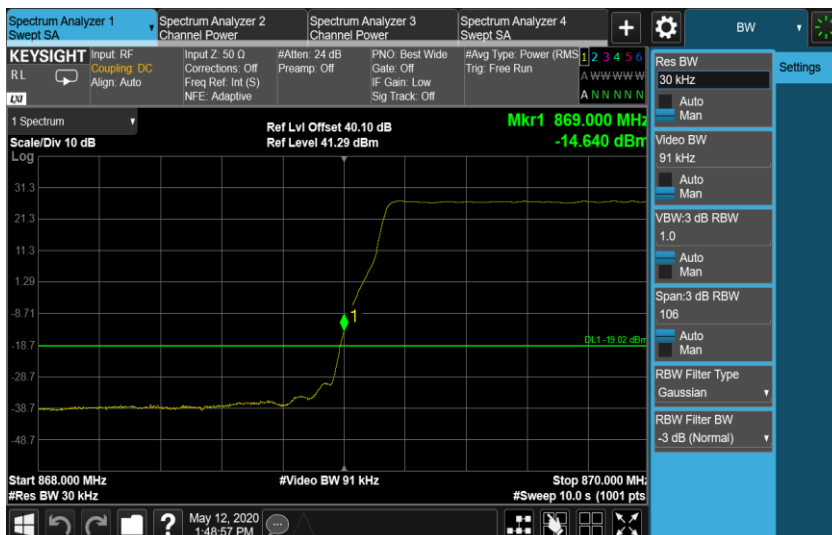 Spectrum Analyzer 1
Swept SA
Spectrum Analyzer 2
Channel Power
Spectrum Analyzer 3
Channel Power
Spectrum Analyzer 4
Swept SA
+
BW
KEYSIGHT
RL
LXI
Input: RF
Coupling: DC
Align: Auto
Input Z: 50 Ω
Corrections: Off
Freq Ref: Int (S)
NFE: Adaptive
#Atten: 24 dB
Preamp: Off
PNO: Best Wide
Gate: Off
IF Gain: Low
Sig Track: Off
#Avg Type: Power (RMS
Trig: Free Run
1 2 3 4 5 6
A W W W W W
A N N N N N
1 Spectrum
Scale/Div 10 dB
Log
Ref Lvl Offset 40.10 dB
Ref Level 41.29 dBm
Mkr1 869.000 MHz
-14.640 dBm
31.3
21.3
11.3
1.29
-8.71
-18.7
-28.7
-38.7
-48.7
1
DL1 -19.02 dBm
Start 868.000 MHz
#Res BW 30 kHz
#Video BW 91 kHz
Stop 870.000 MHz
#Sweep 10.0 s (1001 pts
May 12, 2020
1:48:57 PM
?
Res BW
30 kHz
Auto
Man
Video BW
91 kHz
Auto
Man
VBW:3 dB RBW
1.0
Auto
Man
Span:3 dB RBW
106
Auto
Man
RBW Filter Type
Gaussian
RBW Filter BW
-3 dB (Normal)
Settings